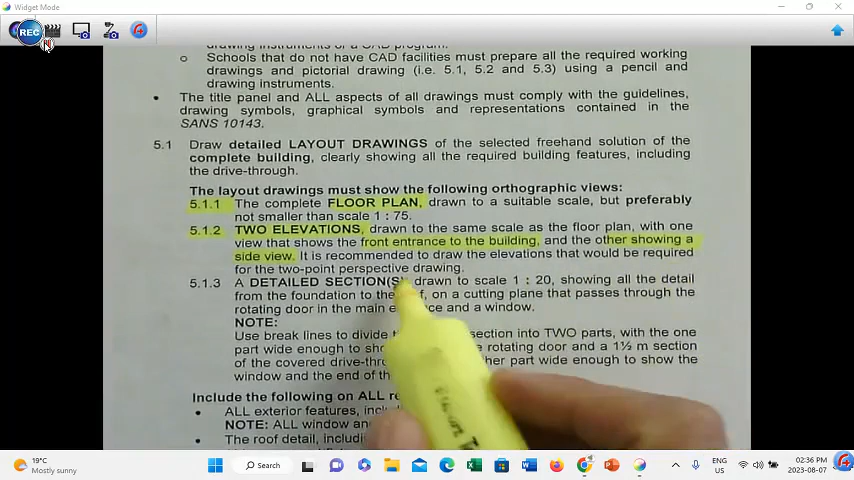 Widget Mode
REC
drawing instruments or a CAD program.
o Schools that do not have CAD facilities must prepare all the required working
drawings and pictorial drawing (i.e. 5.1, 5.2 and 5.3) using a pencil and
drawing instruments.
• The title panel and ALL aspects of all drawings must comply with the guidelines,
drawing symbols, graphical symbols and representations contained in the
SANS 10143.
5.1 Draw detailed LAYOUT DRAWINGS of the selected freehand solution of the
complete building, clearly showing all the required building features, including
the drive-through.
The layout drawings must show the following orthographic views:
5.1.1 The complete FLOOR PLAN, drawn to a suitable scale, but preferably
not smaller than scale 1 : 75.
5.1.2 TWO ELEVATIONS, drawn to the same scale as the floor plan, with one
view that shows the front entrance to the building, and the other showing a
side view. It is recommended to draw the elevations that would be required
for the two-point perspective drawing.
5.1.3 A DETAILED SECTION(S), drawn to scale 1 : 20, showing all the detail
from the foundation to the on a cutting plane that passes through the
rotating door in the main and a window.
NOTE:
Use break lines to divide section into TWO parts, with the one
part wide enough to rotating door and a 1½ m section
of the covered part wide enough to show the
window and the end of the
Include the following on ALL
• ALL exterior features,
NOTE: ALL window and
• The roof detail,
19°C
Mostly sunny
Search
ENG
US
02:36 PM
2023-08-07